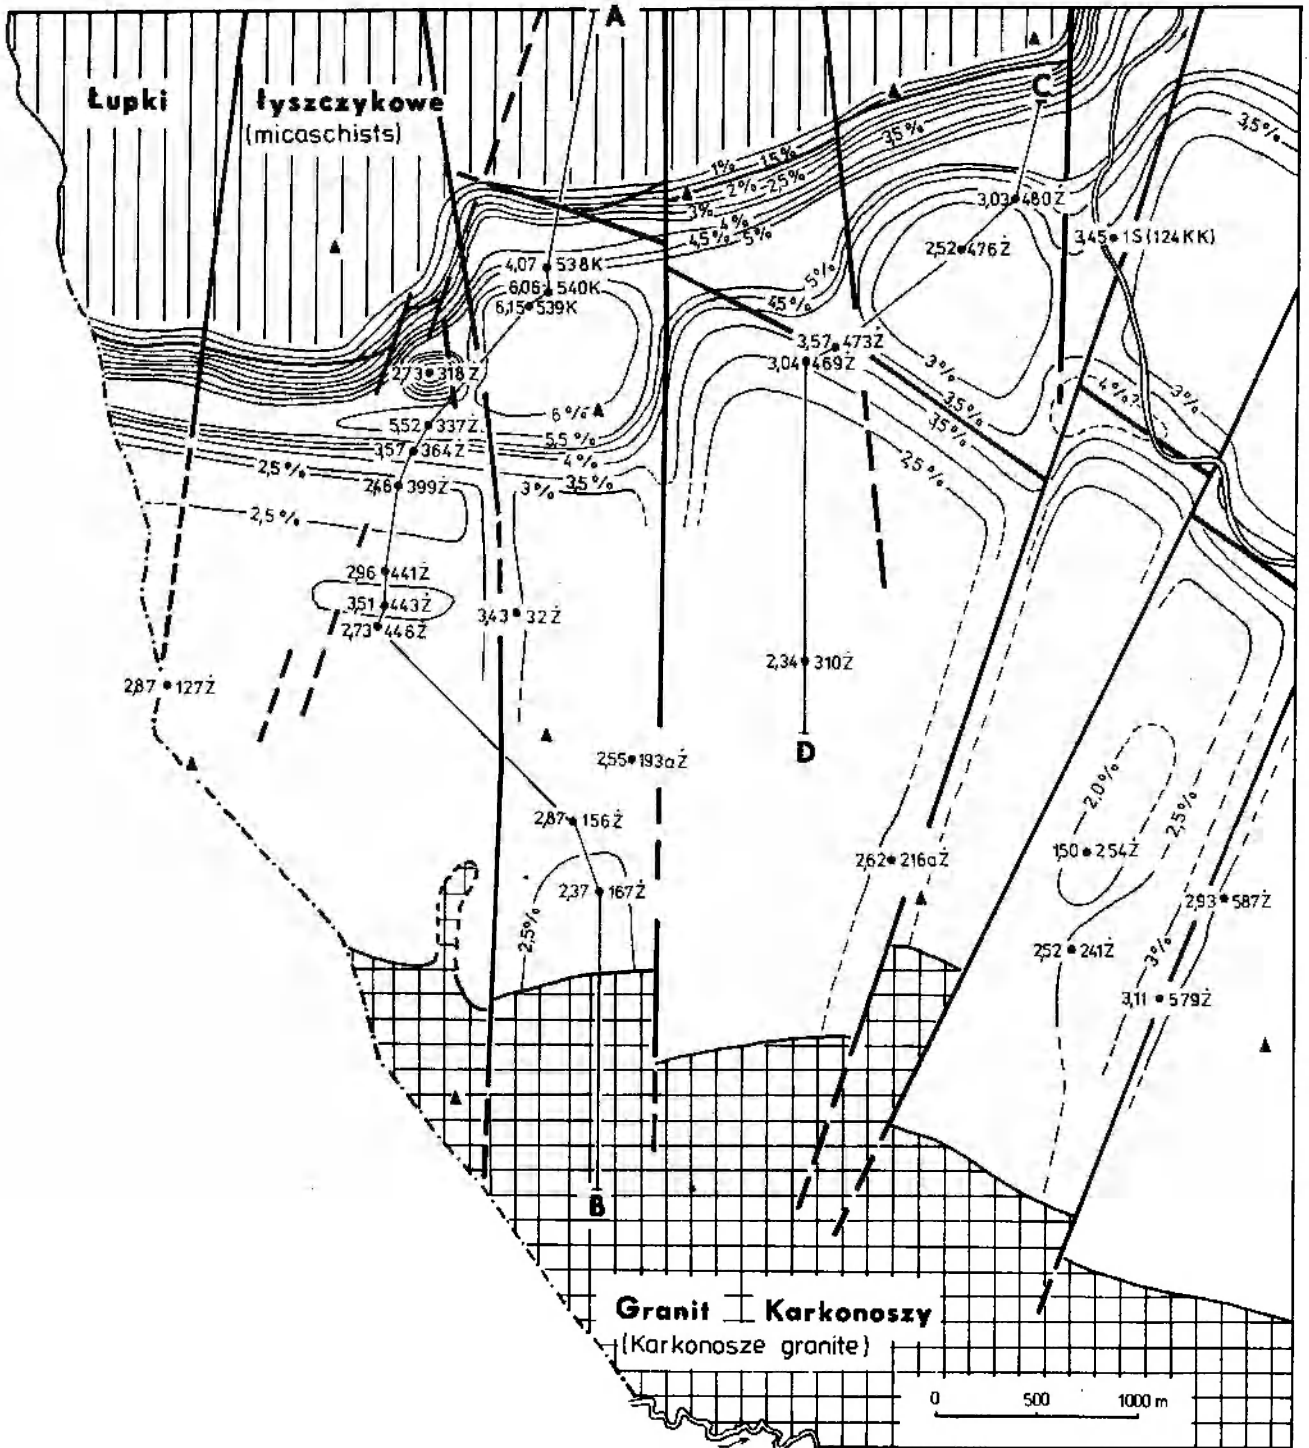 A
C
Łupki łyszczykowe
(micaschists)
3,5%
3,5%
1% 1,5%
2% 2,5%
3%
4%
4,5% 5%
3,03 480Ż
2,52 476Ż
3,45 1S(124KK)
4,07 538K
6,06 540K
6,15 539K
5%
4,5%
3,57 473Ż
3,04 469Ż
2,73 318Ż
3%
4%?
3%
6%
3,5%
3,5%
5,52 337Ż
5,5%
3,57 364Ż
4%
2,5%
2,5%
2,46 399Ż
3% 3,5%
2,5%
2,96 441Ż
3,51 443Ż
3,43 32Ż
2,73 446Ż
2,34 310Ż
2,87 127Ż
D
2,55 193aŻ
2,0%
2,5%
2,87 156Ż
2,62 216aŻ
1,50 254Ż
2,37 167Ż
2,93 587Ż
2,5%
2,52 241Ż
3%
3,11 579Ż
B
Granit Karkonoszy
(Karkonosze granite)
0 500 1000 m